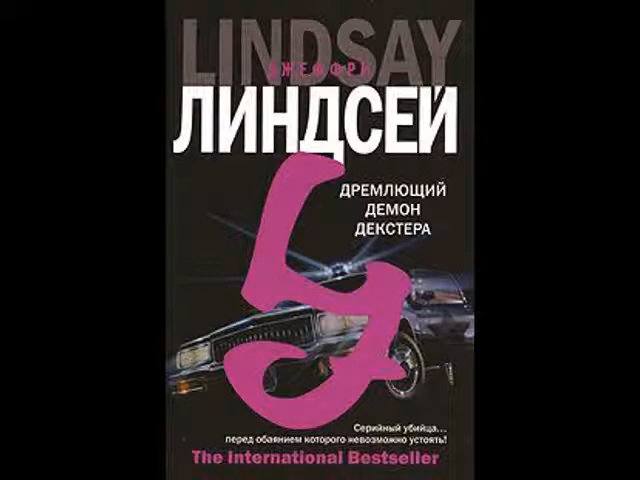 LINDSAY
ДЖЕФФРИ
ЛИНДСЕЙ
ДРЕМЛЮЩИЙ
ДЕМОН
ДЕКСТЕРА
Серийный убийца...
перед обаянием которого невозможно устоять!
The International Bestseller